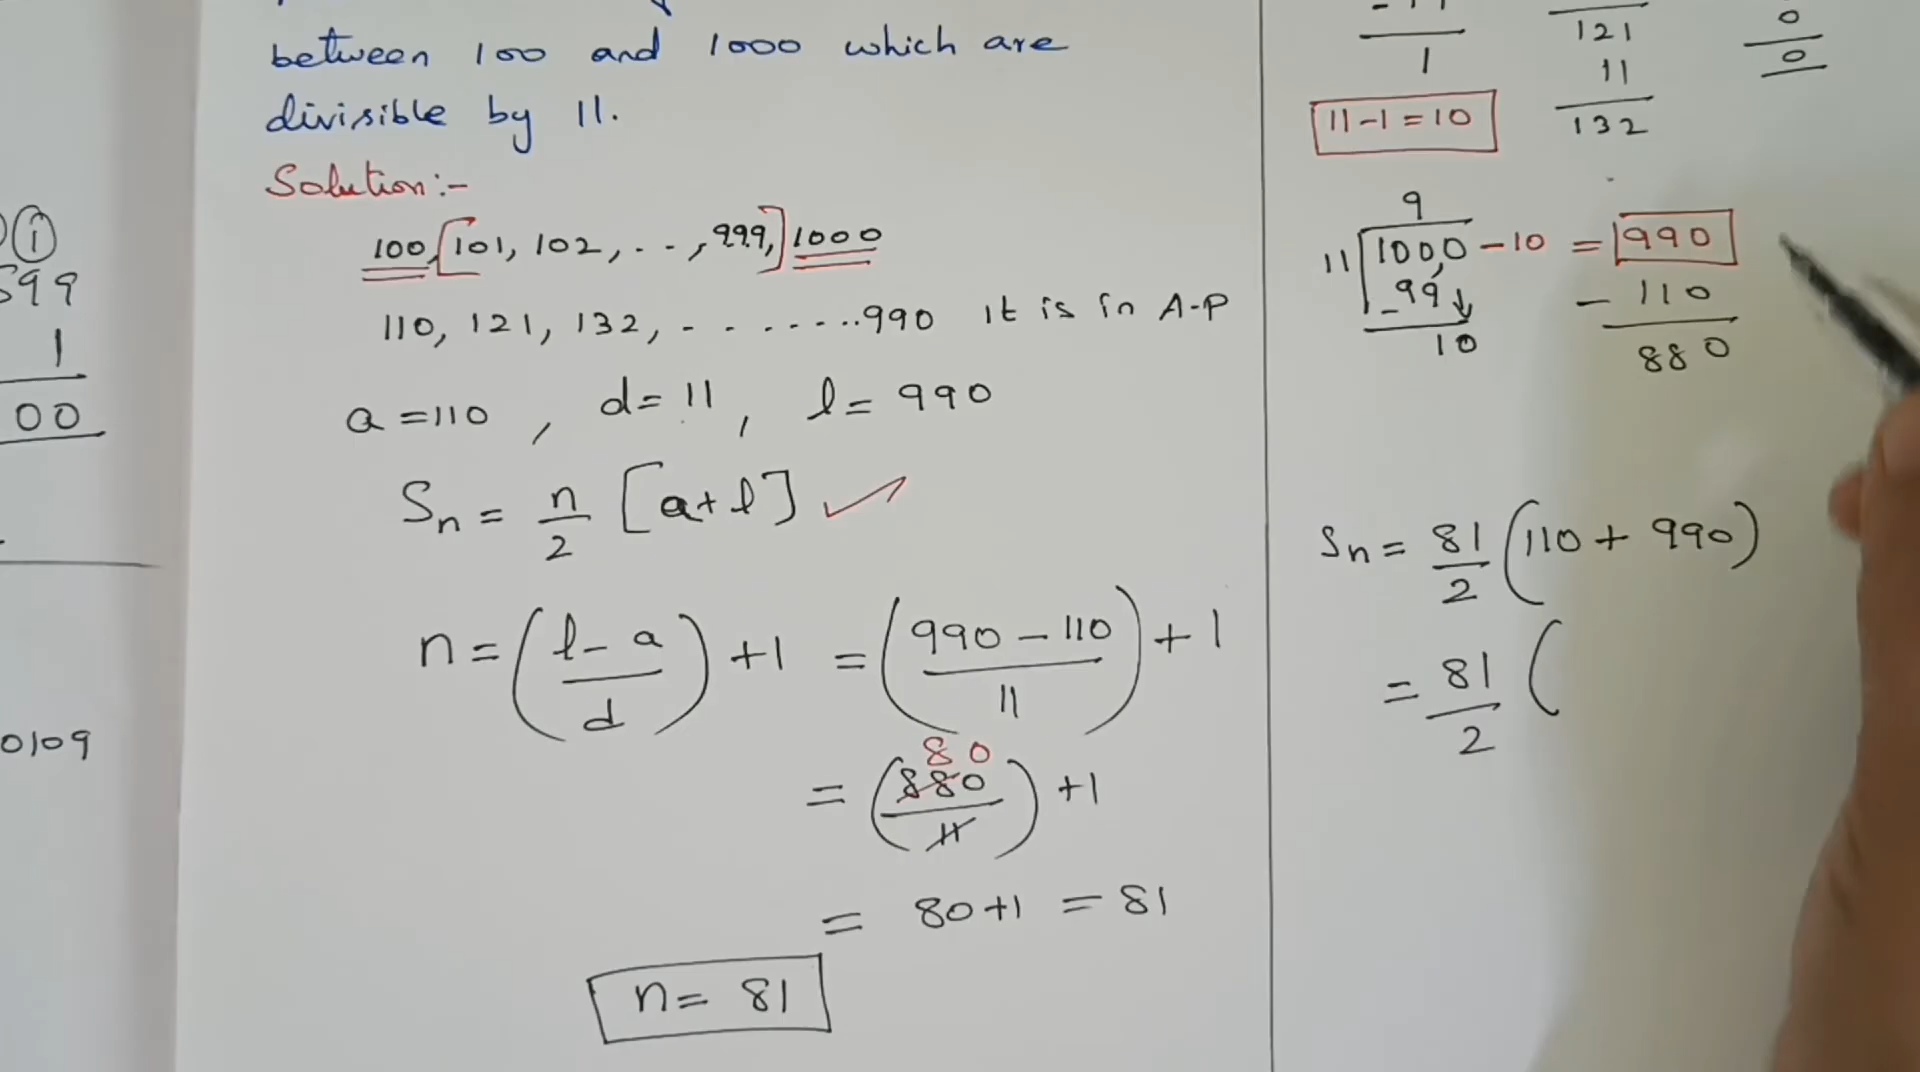 between 100 and 1000 which are
divisible by 11.
Solution:-
100, [101, 102, . . ., 999,] 1000
110, 121, 132, - . . . . . . . 990 it is in A-P
a = 110 , d = 11 , l = 990
Sn = n/2 [a+l] ✓
n = (l - a / d) + 1 = (990 - 110 / 11) + 1
80
= (880 / 11) + 1
= 80+1 = 81
n = 81
1
11 - 1 = 10
121
11
132
0
0
9
11 1000 - 10 = 990
- 99 - 110
10 880
Sn = 81/2 (110 + 990)
= 81/2 (
1
99
1
00
0109